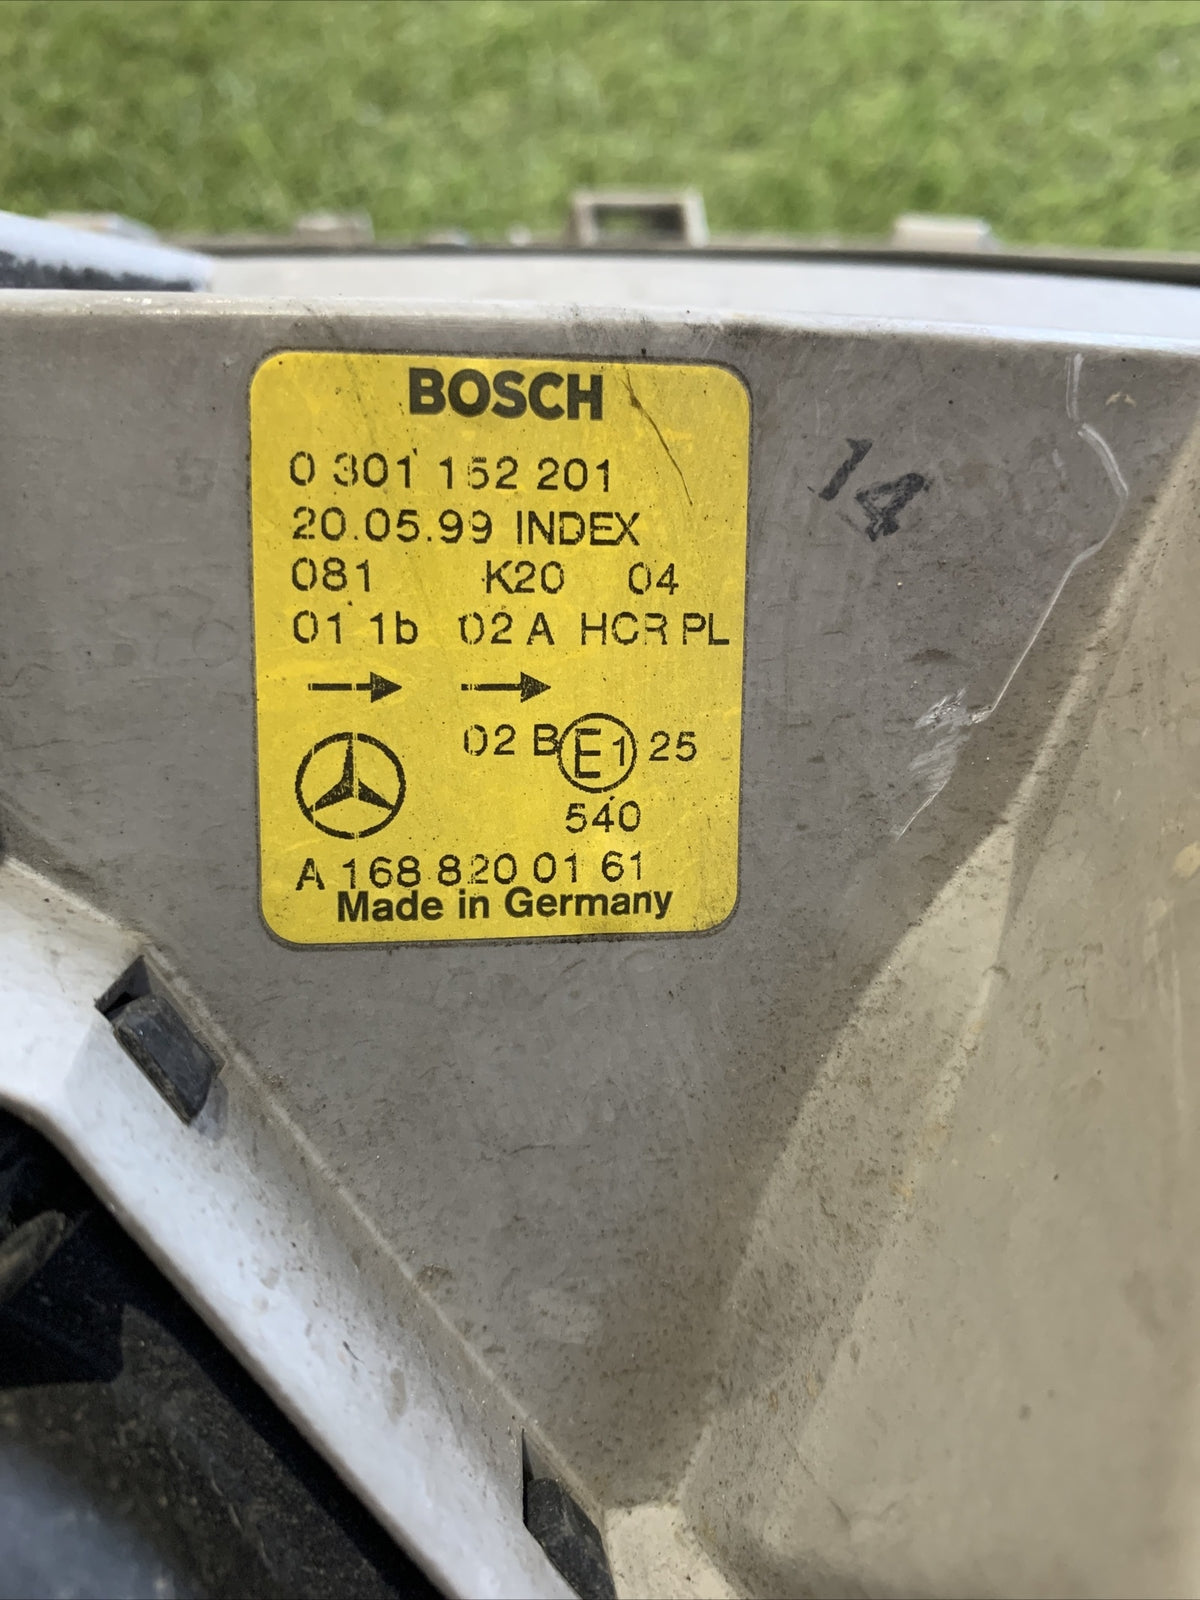 BOSCH
0 301 152 201
20.05.99 INDEX
081 K20 04
01 1b 02 A HCR PL
02 B E1 25
540
A 168 820 01 61
Made in Germany
14